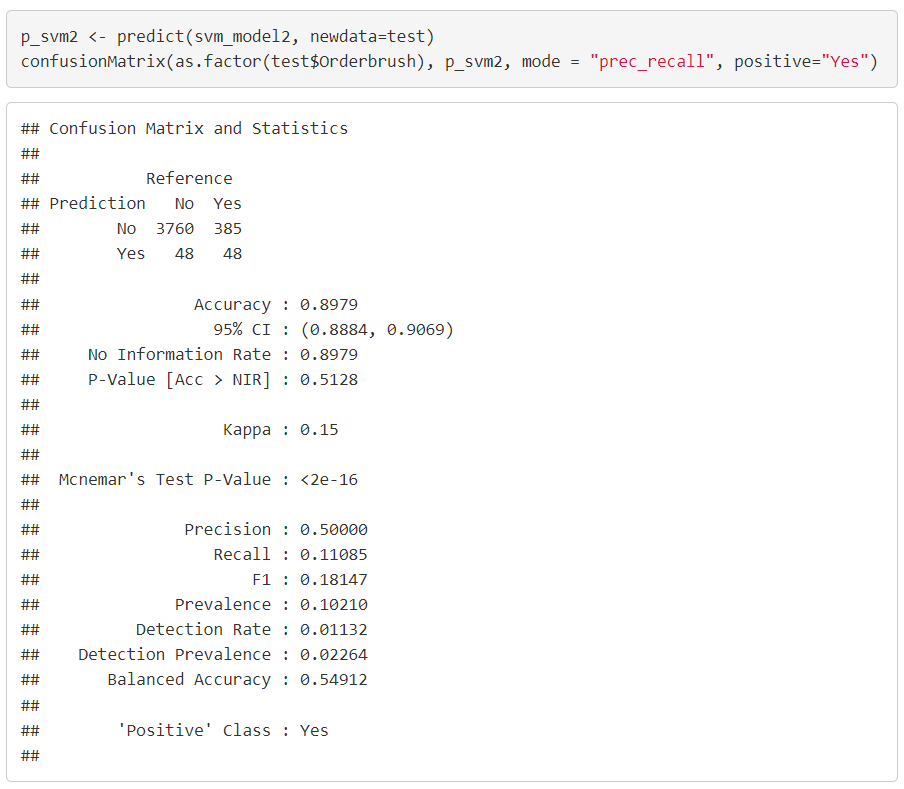 p_svm2 <- predict(svm_model2, newdata=test)
confusionMatrix(as.factor(test$Orderbrush), p_svm2, mode = "prec_recall", positive="Yes")
## Confusion Matrix and Statistics
##
##           Reference
## Prediction   No  Yes
##        No  3760  385
##        Yes   48   48
##
##                Accuracy : 0.8979
##                  95% CI : (0.8884, 0.9069)
##     No Information Rate : 0.8979
##     P-Value [Acc > NIR] : 0.5128
##
##                   Kappa : 0.15
##
##  Mcnemar's Test P-Value : <2e-16
##
##               Precision : 0.50000
##                  Recall : 0.11085
##                      F1 : 0.18147
##              Prevalence : 0.10210
##          Detection Rate : 0.01132
##    Detection Prevalence : 0.02264
##       Balanced Accuracy : 0.54912
##
##        'Positive' Class : Yes
##